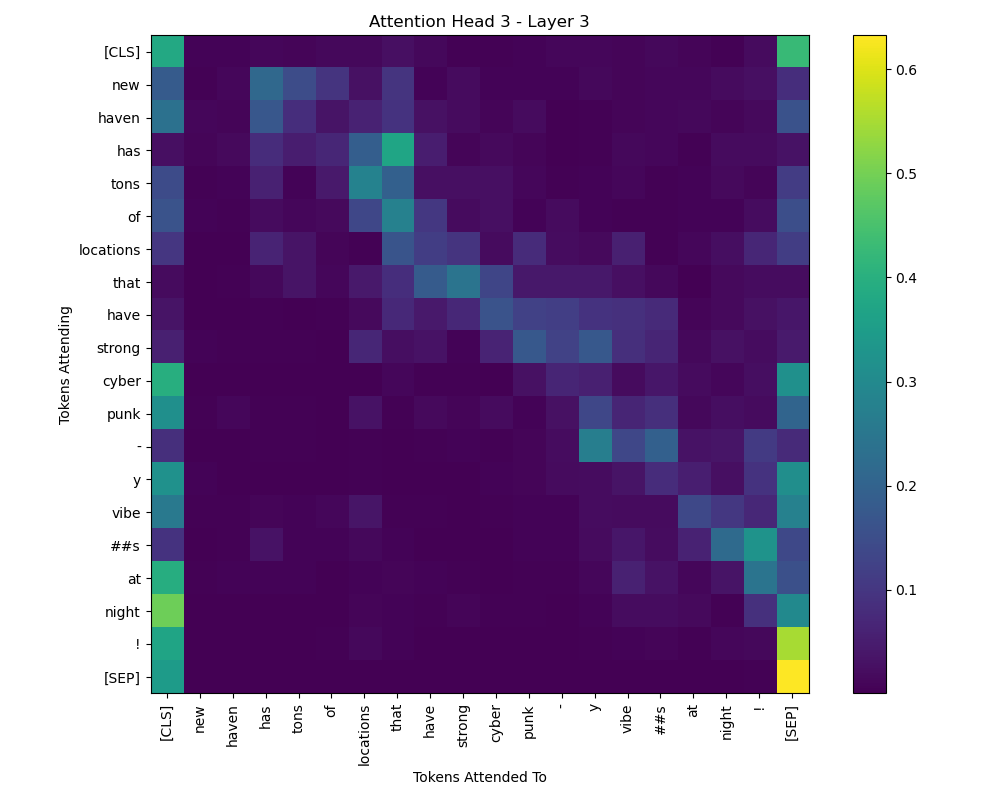 Attention Head 3 - Layer 3
[CLS]
new
haven
has
tons
of
locations
that
have
strong
cyber
punk
-
y
vibe
##s
at
night
!
[SEP]
Tokens Attending
[CLS]
new
haven
has
tons
of
locations
that
have
strong
cyber
punk
-
y
vibe
##s
at
night
!
[SEP]
Tokens Attended To
0.6
0.5
0.4
0.3
0.2
0.1